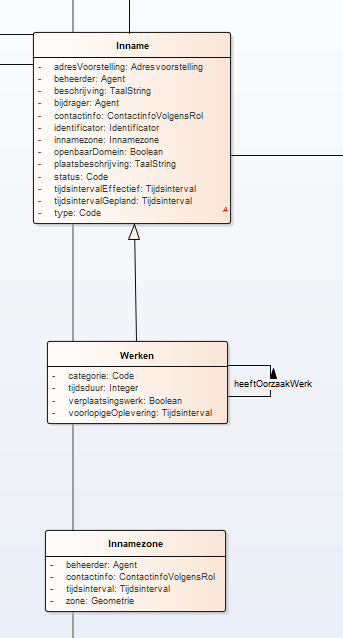 Inname
- adresVoorstelling: Adresvoorstelling
- beheerder: Agent
- beschrijving: TaalString
- bijdrager: Agent
- contactinfo: ContactinfoVolgensRol
- identificator: Identificator
- innamezone: Innamezone
- openbaarDomein: Boolean
- plaatsbeschrijving: TaalString
- status: Code
- tijdsintervalEffectief: Tijdsinterval
- tijdsintervalGepland: Tijdsinterval
- type: Code
A
Werken
- categorie: Code
- tijdsduur: Integer
- verplaatsingswerk: Boolean
- voorlopigeOplevering: Tijdsinterval
heeftOorzaakWerk
Innamezone
- beheerder: Agent
- contactinfo: ContactinfoVolgensRol
- tijdsinterval: Tijdsinterval
- zone: Geometrie